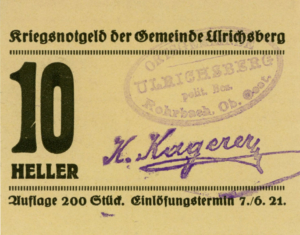 Kriegsnotgeld der Gemeinde Ulrichsberg
ULRICHSBERG
polit. Bez.
Rohrbach, Ob. Oest.
10
HELLER
K. Kagerer
Auflage 200 Stück. Einlösungstermin 7./6. 21.